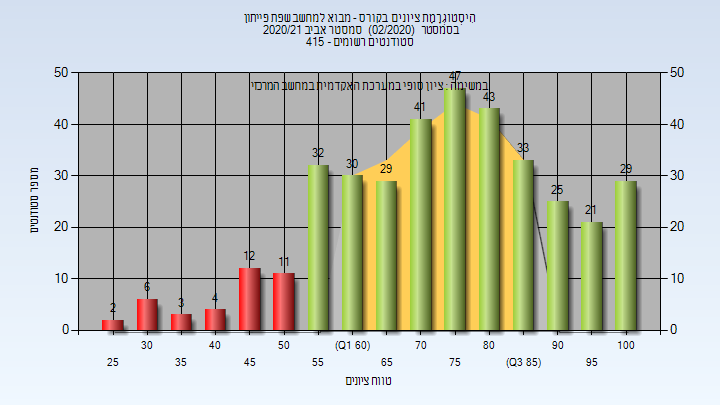 היסטוגרמת ציונים בקורס - מבוא למחשב שפת פייתון
בסמסטר (02/2020) סמסטר אביב 2020/21
סטודנטים רשומים - 415
במשימה : ציון סופי במערכת האקדמית במחשב המרכזי
מספר סטודנטים
50 50
40 40
30 30
20 20
10 10
0 0
2 6 3 4 12 11 32 30 29 41 47 43 33 25 21 29
30 40 50 (Q1 60) 70 80 90 100
25 35 45 55 65 75 (Q3 85) 95
טווח ציונים